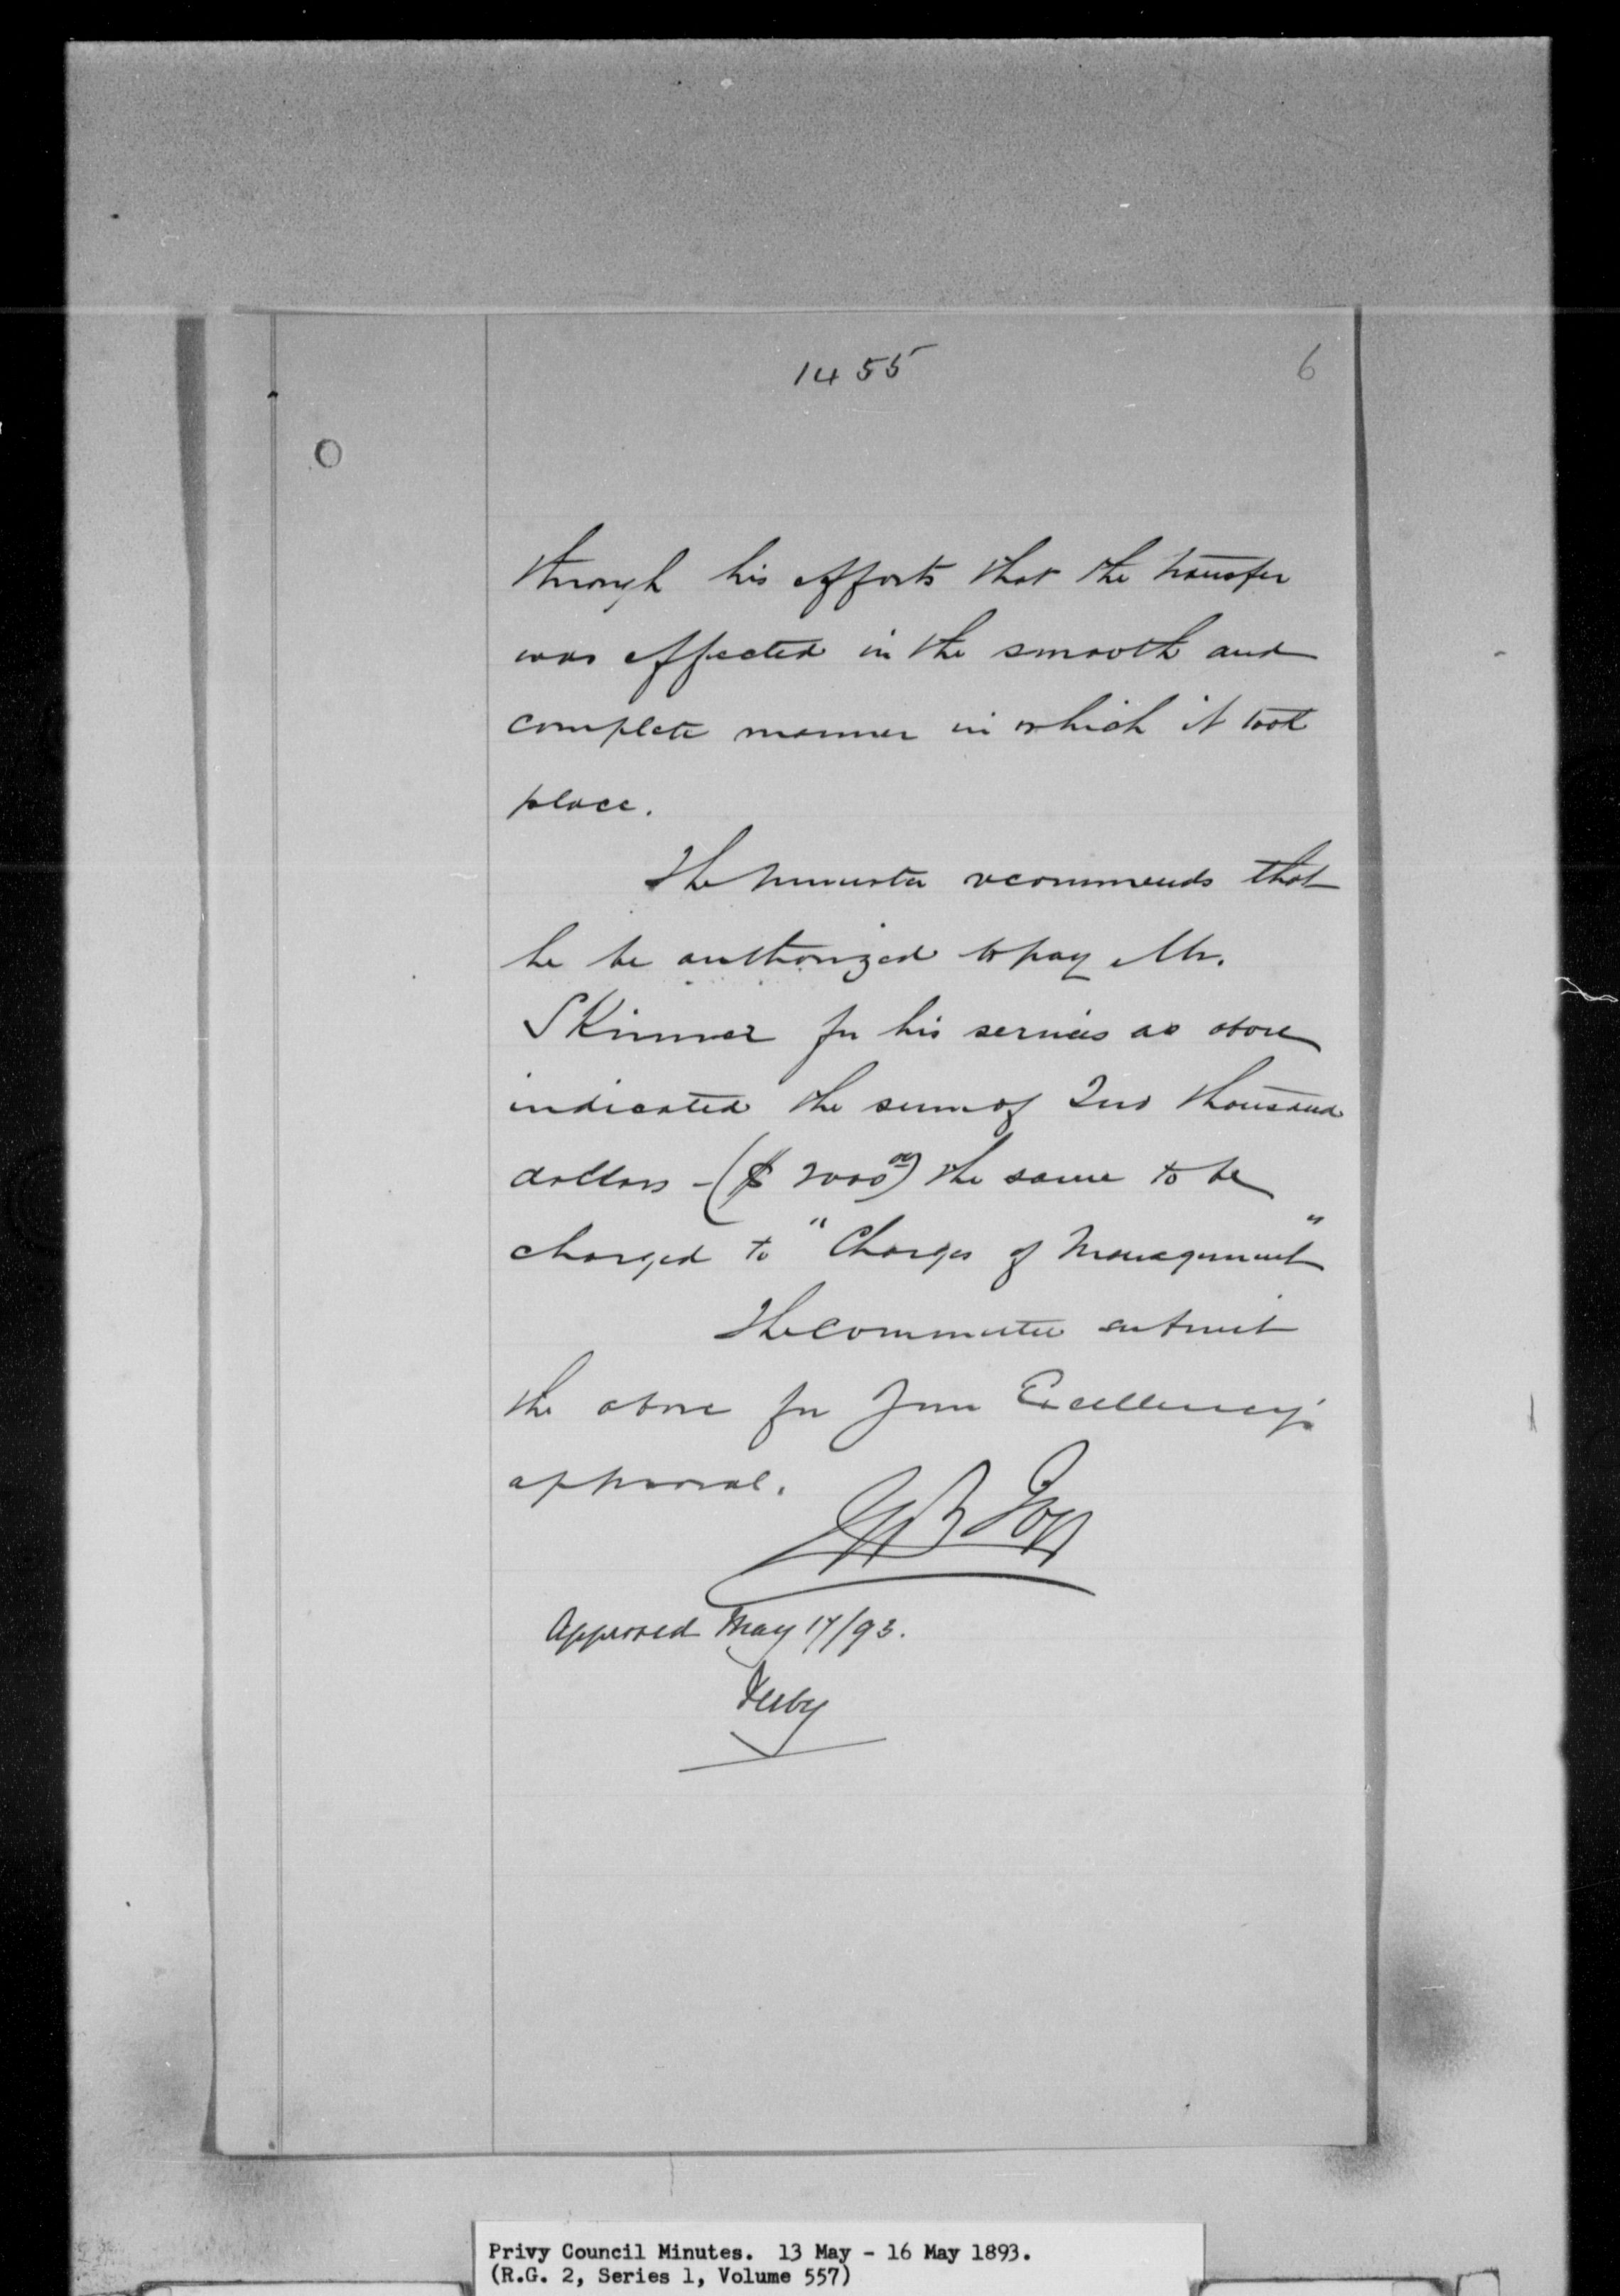 1455
6
through his efforts that the transfer
was effected in the smooth and
complete manner in which it took
place.
The Minister recommends that
he be authorized to pay Mr.
Skinner for his services as above
indicated the sum of Two thousand
dollars - ($2000 00) the same to be
charged to "Charges of Management"
The Committee submit
the above for Your Excellency's
approval.
Approved May 17/93.
Derby
Privy Council Minutes. 13 May - 16 May 1893.
(R.G. 2, Series 1, Volume 557)